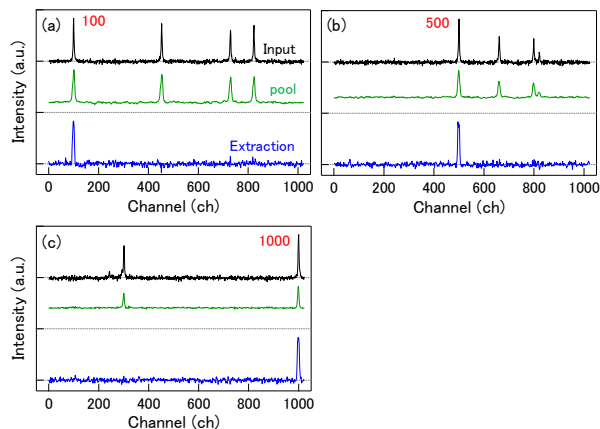 (a) 100
Input
pool
Extraction
Intensity (a.u.)
0 200 400 600 800 1000
Channel (ch)
(b) 500
Intensity (a.u.)
0 200 400 600 800 1000
Channel (ch)
(c) 1000
Intensity (a.u.)
0 200 400 600 800 1000
Channel (ch)